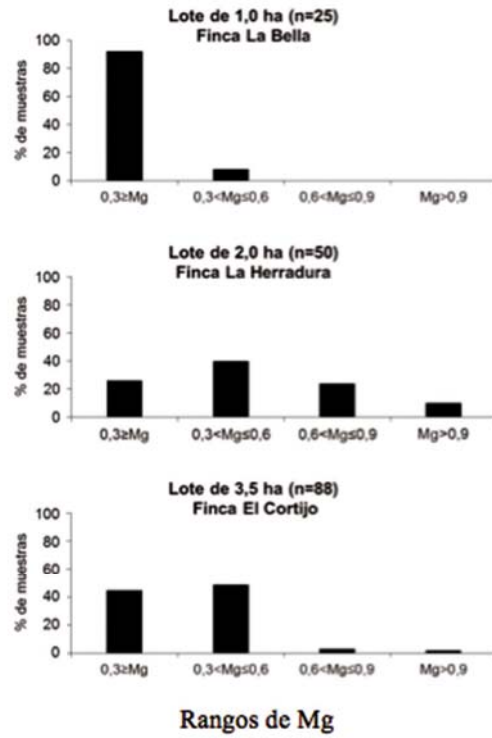 Lote de 1,0 ha (n=25)
Finca La Bella
% de muestras
100
80
60
40
20
0
0,3≥Mg 0,3<Mg≤0,6 0,6<Mg≤0,9 Mg>0,9
Lote de 2,0 ha (n=50)
Finca La Herradura
% de muestras
100
80
60
40
20
0
0,3≥Mg 0,3<Mg≤0,6 0,6<Mg≤0,9 Mg>0,9
Lote de 3,5 ha (n=88)
Finca El Cortijo
% de muestras
100
80
60
40
20
0
0,3≥Mg 0,3<Mg≤0,6 0,6<Mg≤0,9 Mg>0,9
Rangos de Mg